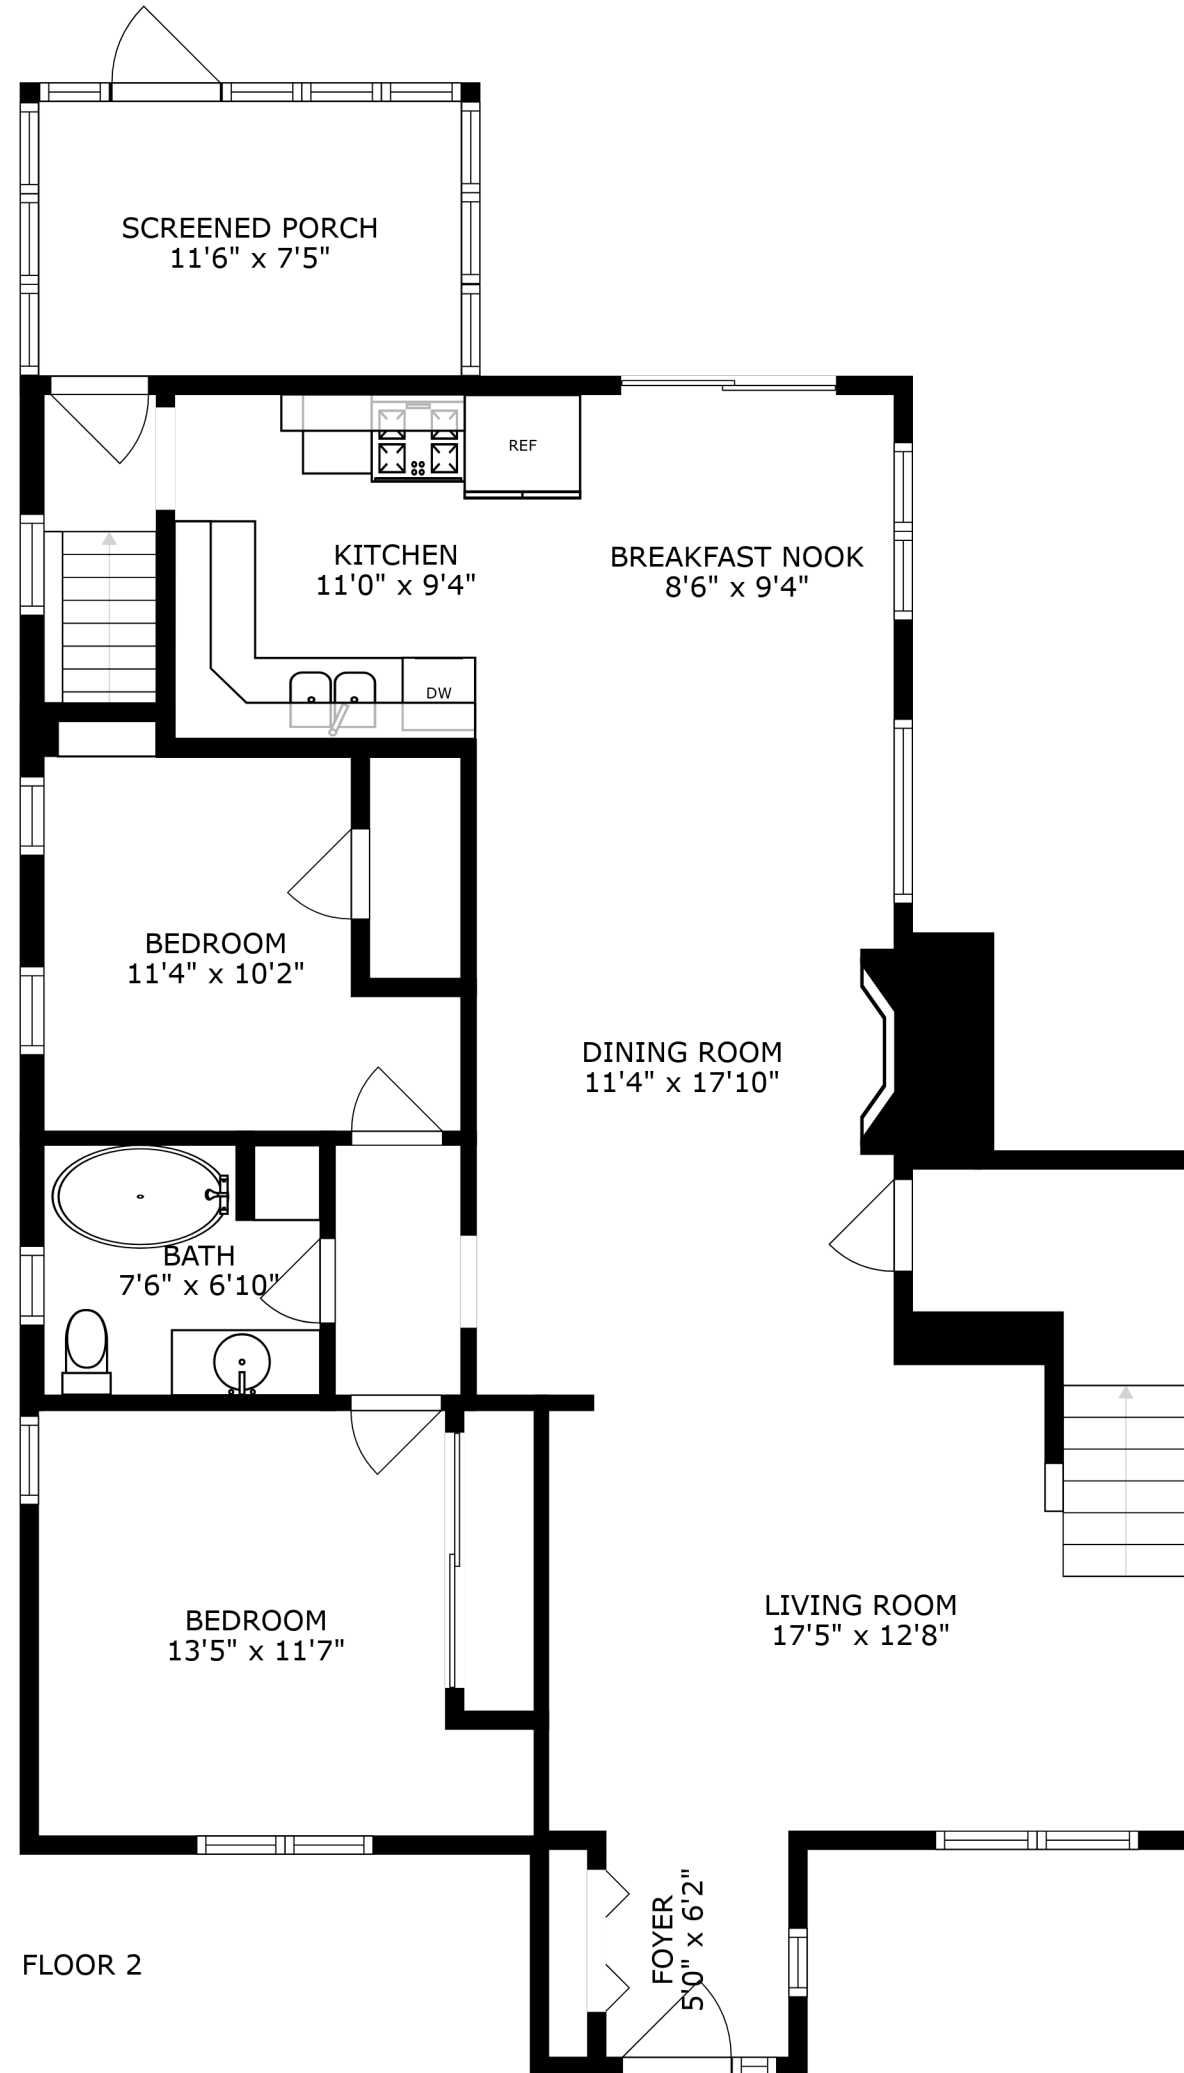 SCREENED PORCH
11'6" x 7'5"
REF
KITCHEN
11'0" x 9'4"
BREAKFAST NOOK
8'6" x 9'4"
DW
BEDROOM
11'4" x 10'2"
DINING ROOM
11'4" x 17'10"
BATH
7'6" x 6'10"
LIVING ROOM
17'5" x 12'8"
BEDROOM
13'5" x 11'7"
FOYER
5'0" x 6'2"
FLOOR 2